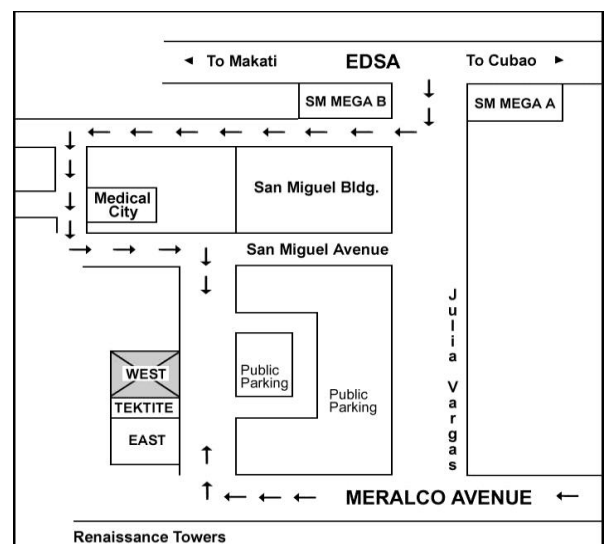 ◄ To Makati EDSA To Cubao ►
SM MEGA B
SM MEGA A
San Miguel Bldg.
Medical
City
San Miguel Avenue
Julia Vargas
WEST
TEKTITE
EAST
Public
Parking
Public
Parking
MERALCO AVENUE
Renaissance Towers